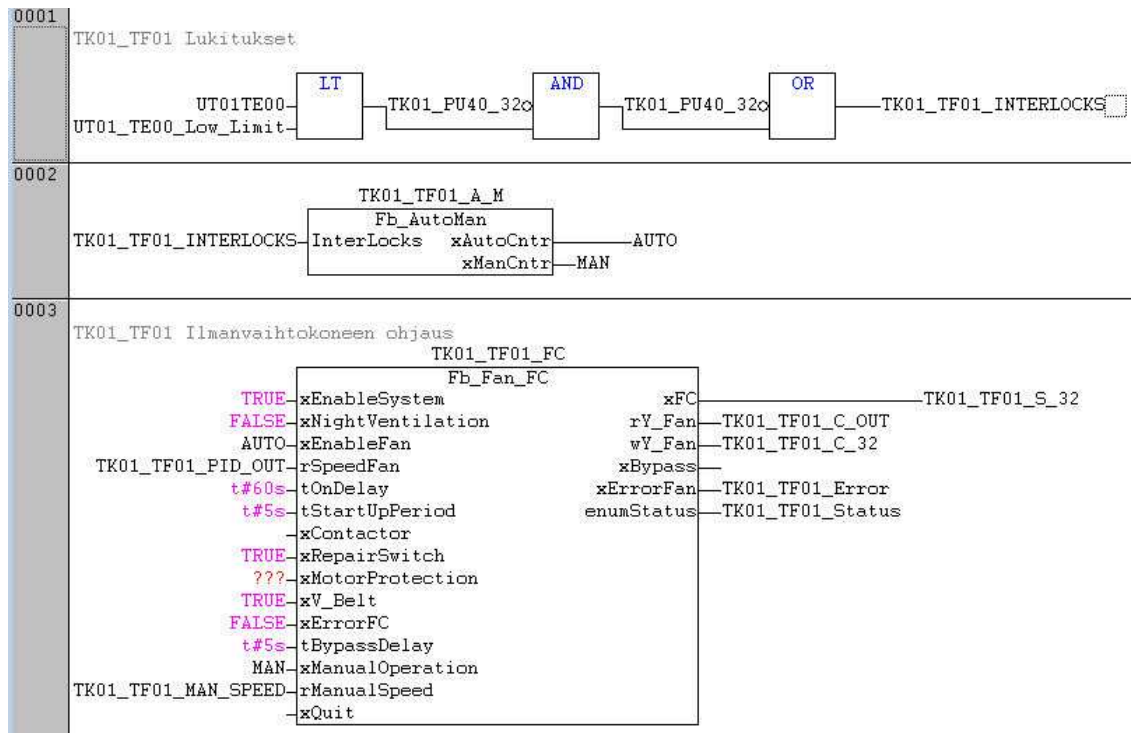 0001
TK01_TF01 Lukitukset
LT AND OR
UT01TE00 TK01_PU40_32 TK01_PU40_32 TK01_TF01_INTERLOCKS
UT01_TE00_Low_Limit
0002
TK01_TF01_A_M
Fb_AutoMan
TK01_TF01_INTERLOCKS InterLocks xAutoCntr AUTO
xManCntr MAN
0003
TK01_TF01 Ilmanvaihtokoneen ohjaus
TK01_TF01_FC
Fb_Fan_FC
TRUE xEnableSystem xFC TK01_TF01_S_32
FALSE xNightVentilation rY_Fan TK01_TF01_C_OUT
AUTO xEnableFan wY_Fan TK01_TF01_C_32
TK01_TF01_PID_OUT rSpeedFan xBypass
t#60s tOnDelay xErrorFan TK01_TF01_Error
t#5s tStartUpPeriod enumStatus TK01_TF01_Status
xContactor
TRUE xRepairSwitch
??? xMotorProtection
TRUE xV_Belt
FALSE xErrorFC
t#5s tBypassDelay
MAN xManualOperation
TK01_TF01_MAN_SPEED rManualSpeed
xQuit